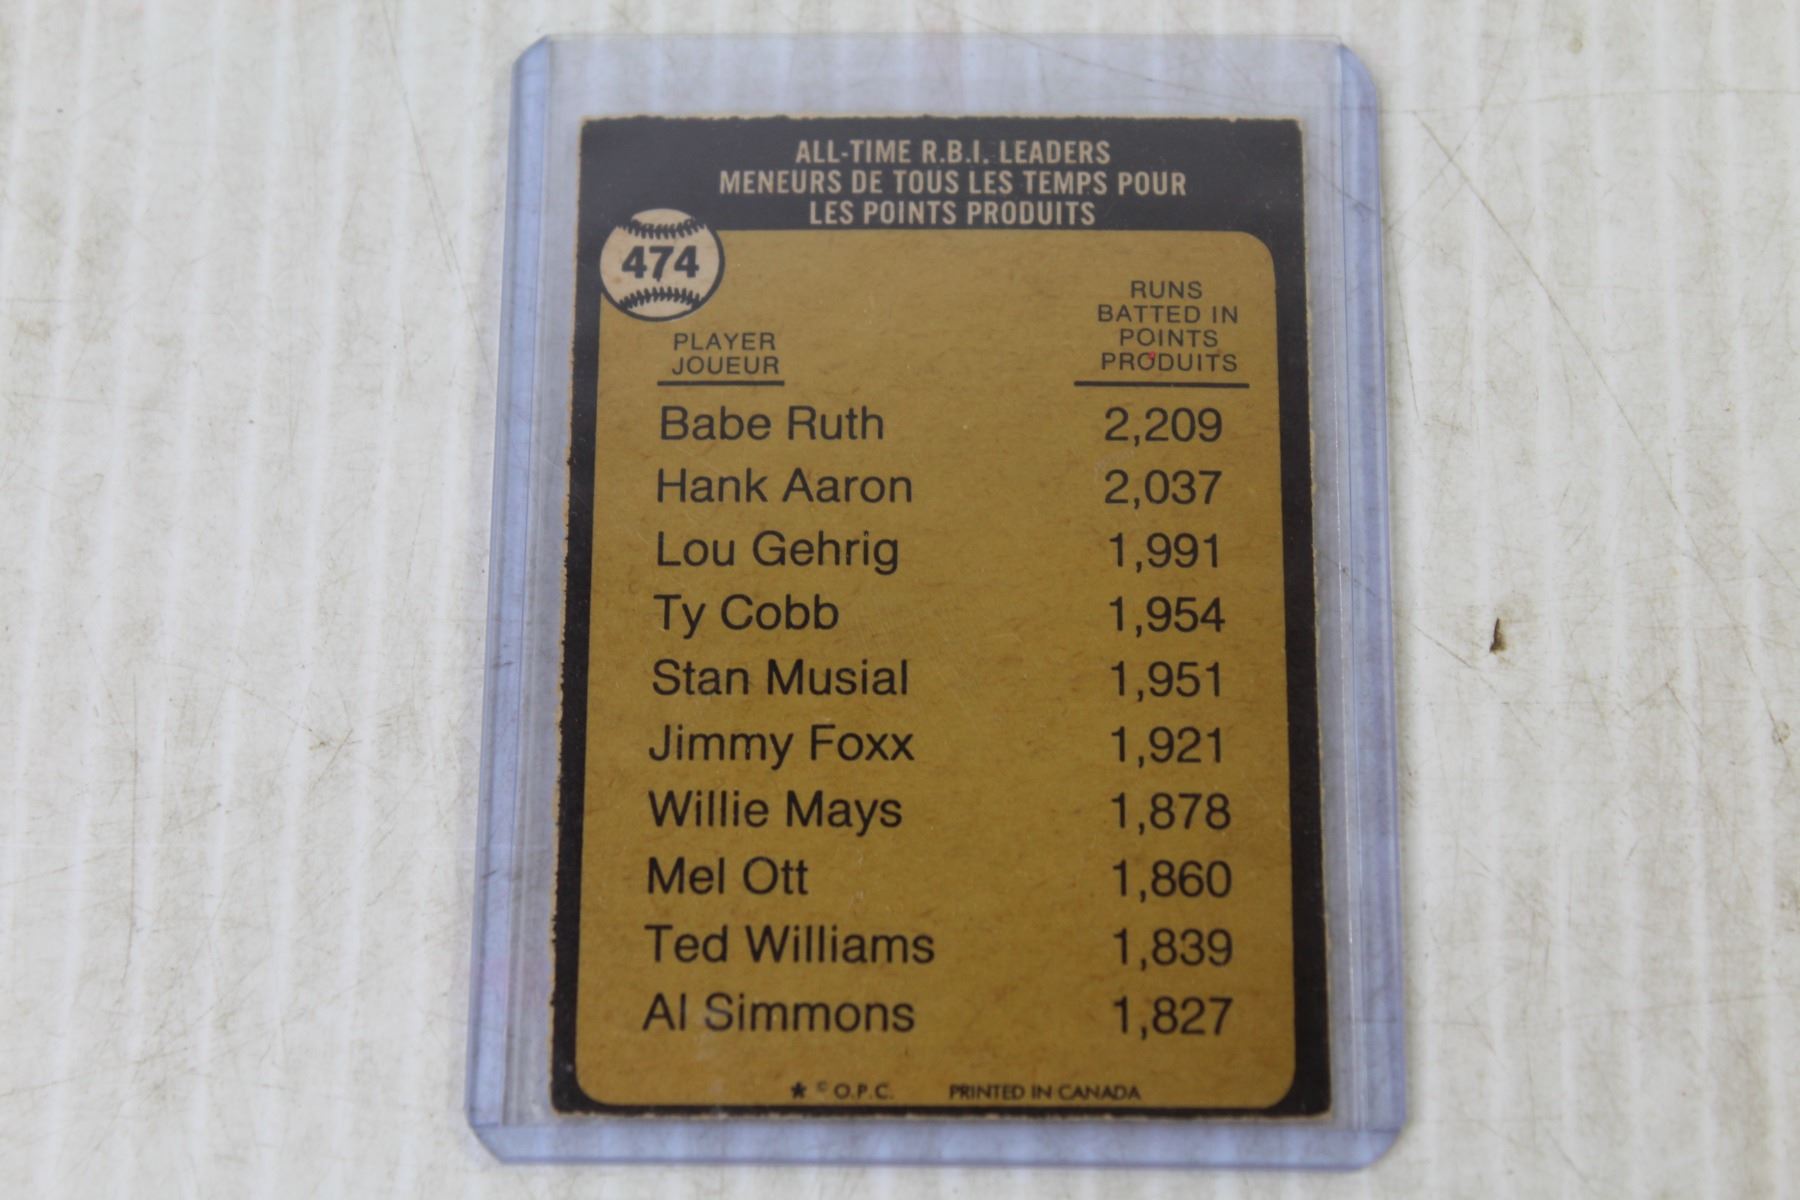 ALL-TIME R.B.I. LEADERS
MENEURS DE TOUS LES TEMPS POUR
LES POINTS PRODUITS
474
PLAYER
JOUEUR
RUNS
BATTED IN
POINTS
PRODUITS
Babe Ruth 2,209
Hank Aaron 2,037
Lou Gehrig 1,991
Ty Cobb 1,954
Stan Musial 1,951
Jimmy Foxx 1,921
Willie Mays 1,878
Mel Ott 1,860
Ted Williams 1,839
Al Simmons 1,827
* © O.P.C. PRINTED IN CANADA